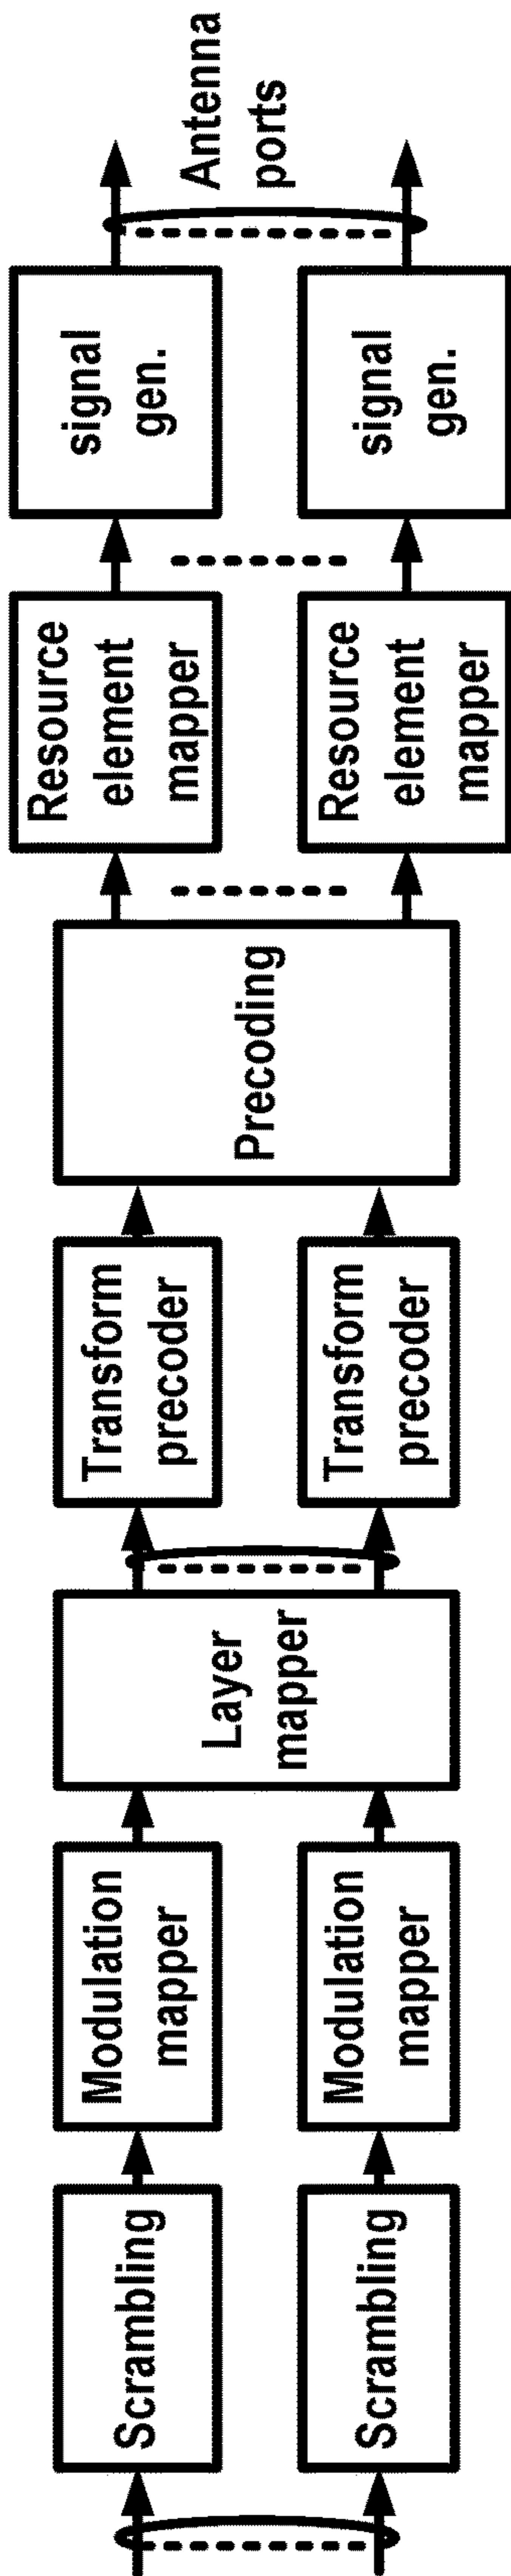 Scrambling
Scrambling
Modulation
mapper
Modulation
mapper
Layer
mapper
Transform
precoder
Transform
precoder
Precoding
Resource
element
mapper
Resource
element
mapper
signal
gen.
signal
gen.
Antenna
ports